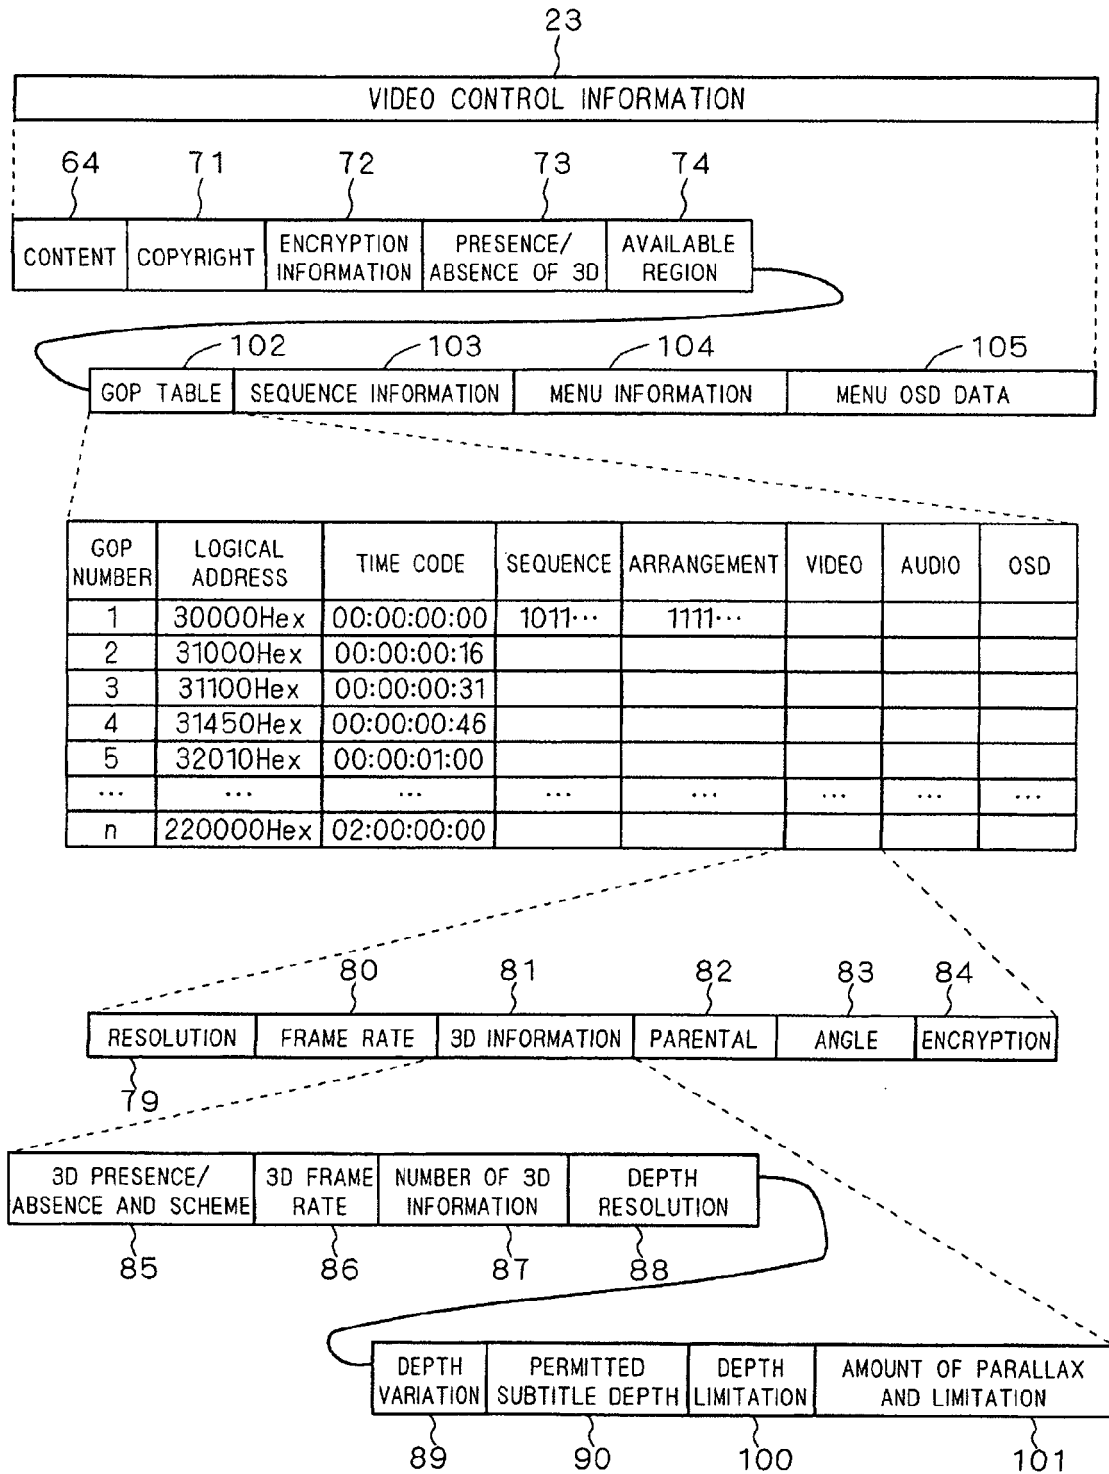 23
VIDEO CONTROL INFORMATION
64 71 72 73 74
CONTENT COPYRIGHT ENCRYPTION INFORMATION PRESENCE/ ABSENCE OF 3D AVAILABLE REGION
102 103 104 105
GOP TABLE SEQUENCE INFORMATION MENU INFORMATION MENU OSD DATA
GOP NUMBER LOGICAL ADDRESS TIME CODE SEQUENCE ARRANGEMENT VIDEO AUDIO OSD
1 30000Hex 00:00:00:00 1011··· 1111···
2 31000Hex 00:00:00:16
3 31100Hex 00:00:00:31
4 31450Hex 00:00:00:46
5 32010Hex 00:00:01:00
··· ··· ··· ··· ··· ··· ··· ···
n 220000Hex 02:00:00:00
80 81 82 83 84
RESOLUTION FRAME RATE 3D INFORMATION PARENTAL ANGLE ENCRYPTION
79
3D PRESENCE/ ABSENCE AND SCHEME 3D FRAME RATE NUMBER OF 3D INFORMATION DEPTH RESOLUTION
85 86 87 88
DEPTH VARIATION PERMITTED SUBTITLE DEPTH DEPTH LIMITATION AMOUNT OF PARALLAX AND LIMITATION
89 90 100 101